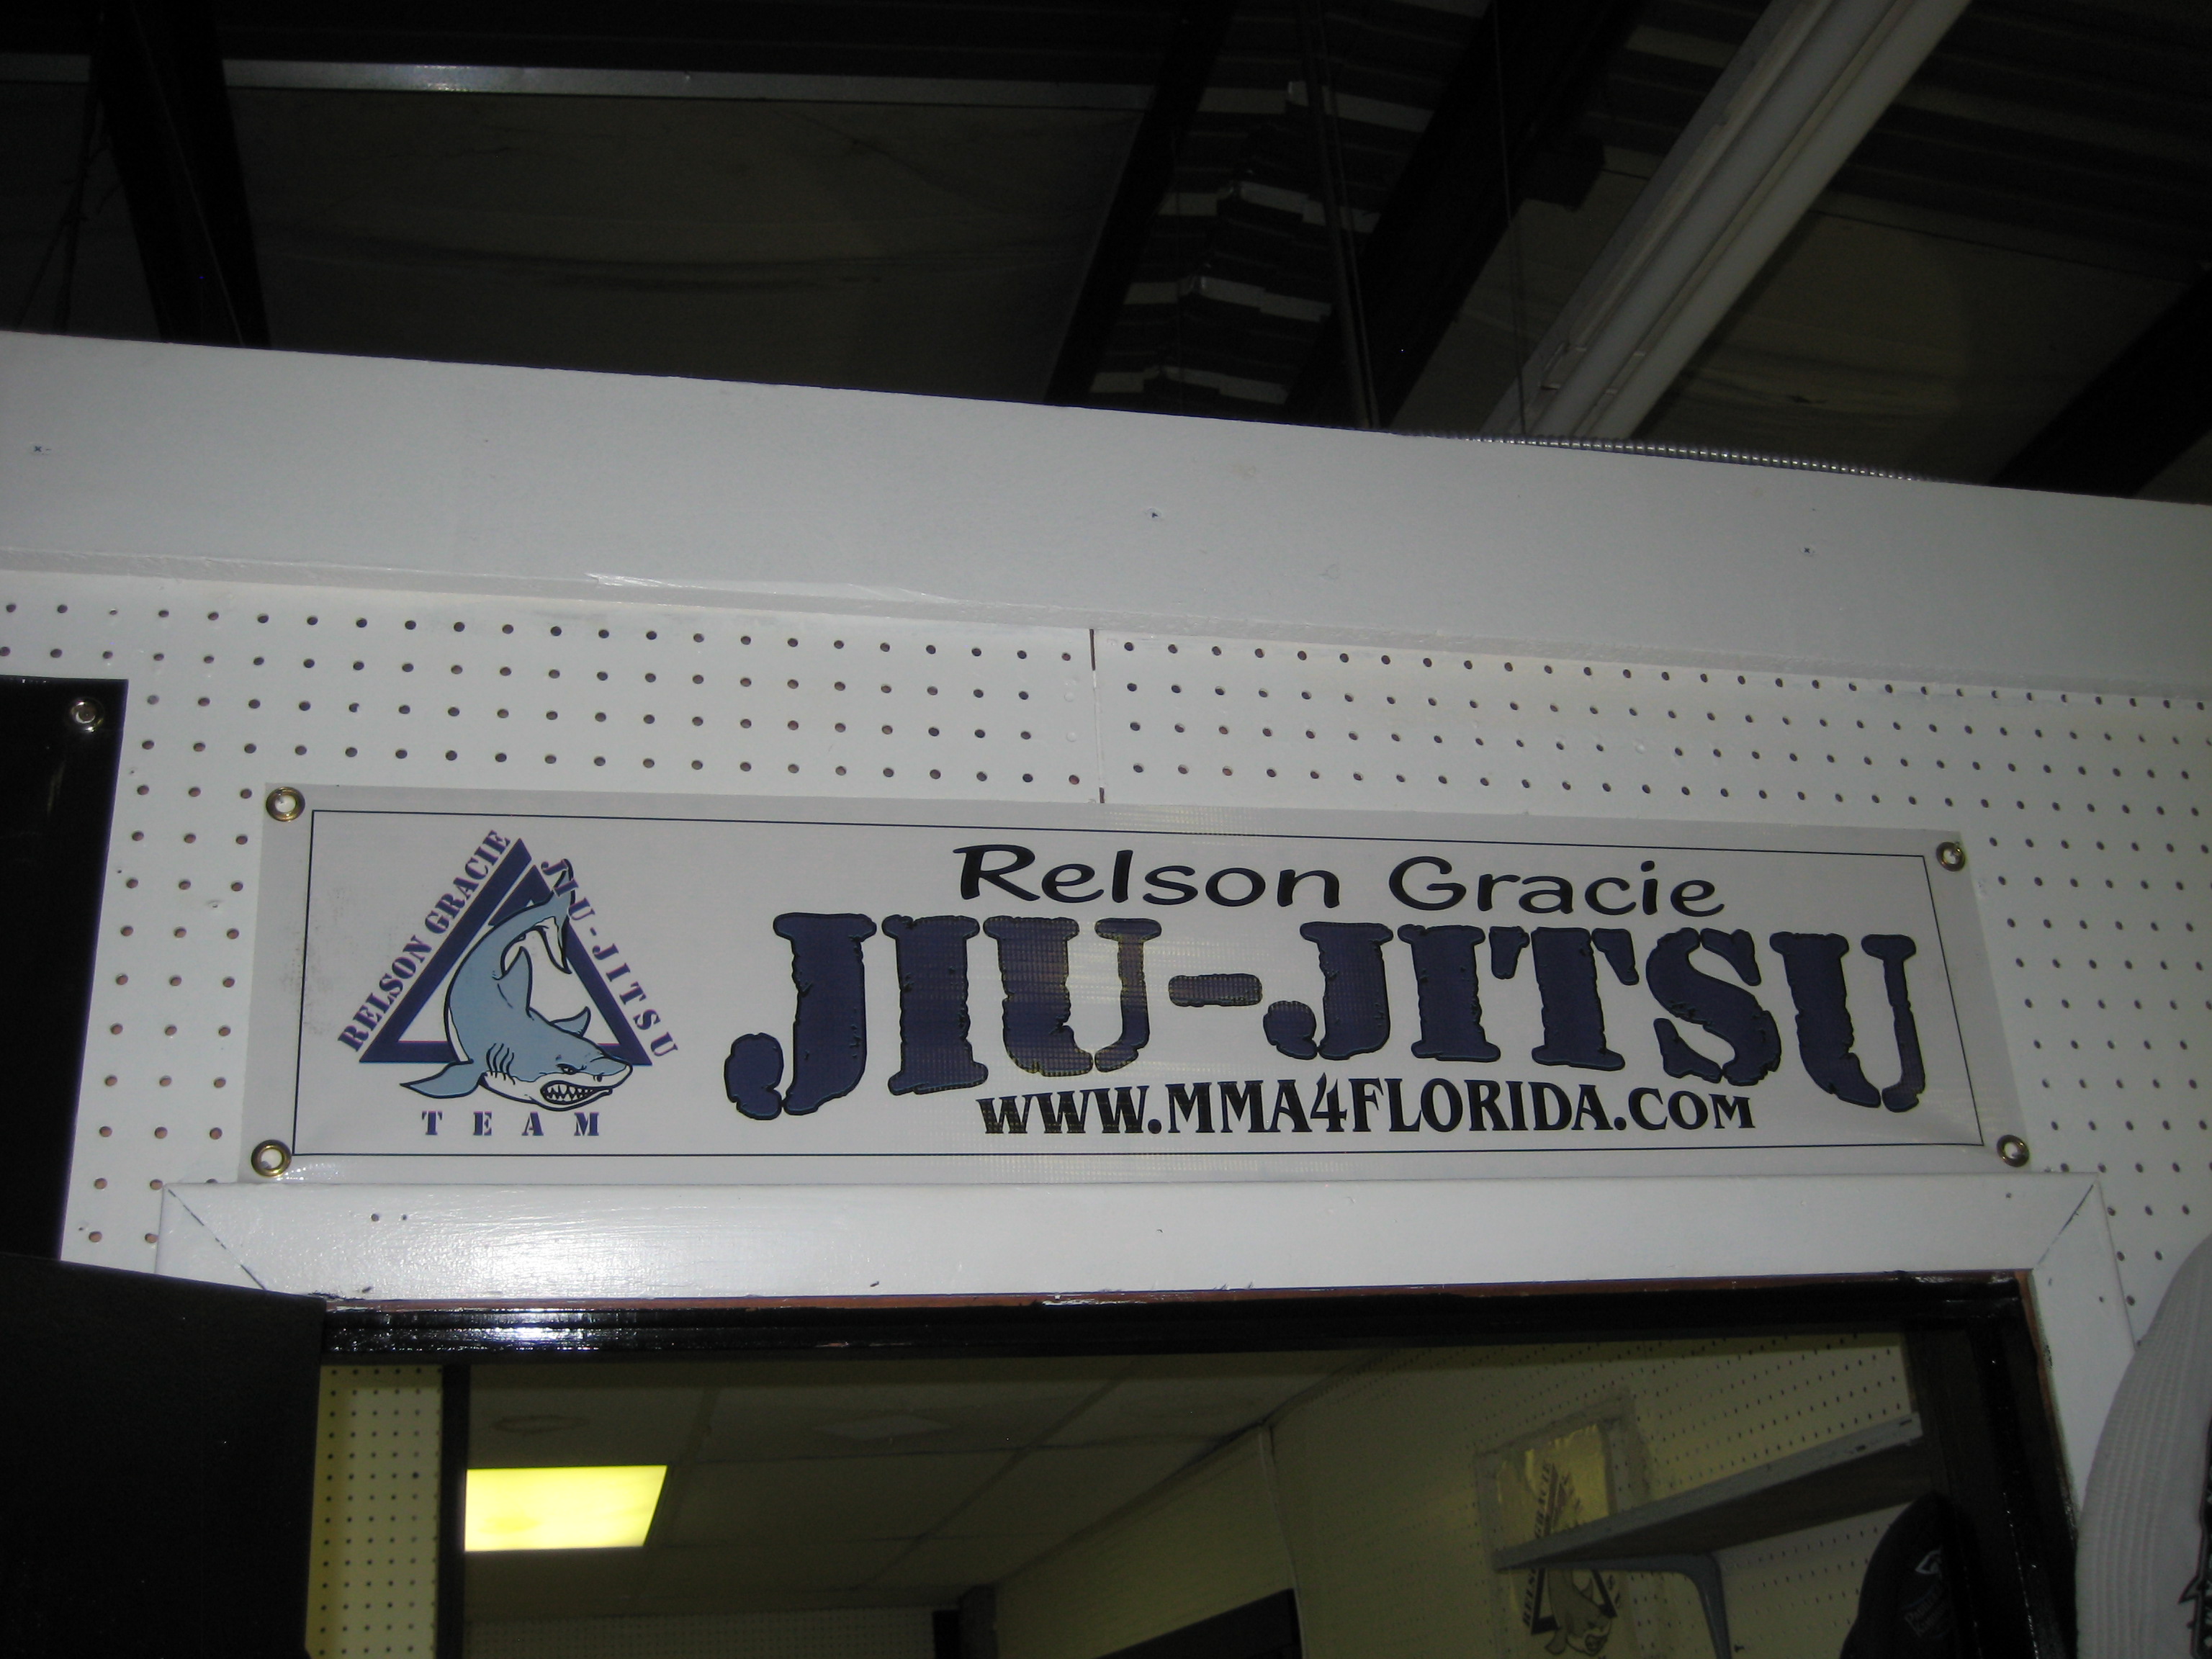 RELSON GRACIE
JIU-JITSU
TEAM
Relson Gracie
JIU-JITSU
WWW.MMA4FLORIDA.COM